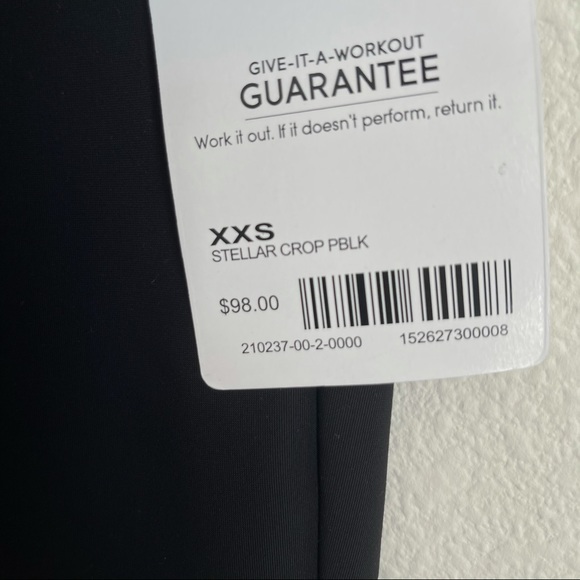 GIVE-IT-A-WORKOUT
GUARANTEE
Work it out. If it doesn't perform, return it.
XXS
STELLAR CROP PBLK
$98.00
210237-00-2-0000 152627300008